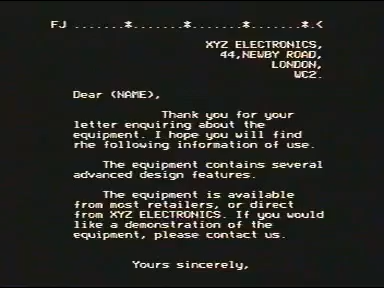 FJ .......*.......*.......*.......*.<
XYZ ELECTRONICS,
44,NEWBY ROAD,
LONDON,
WC2.
Dear (NAME),
Thank you for your
letter enquiring about the
equipment. I hope you will find
rhe following information of use.
The equipment contains several
advanced design features.
The equipment is available
from most retailers, or direct
from XYZ ELECTRONICS. If you would
like a demonstration of the
equipment, please contact us.
Yours sincerely,